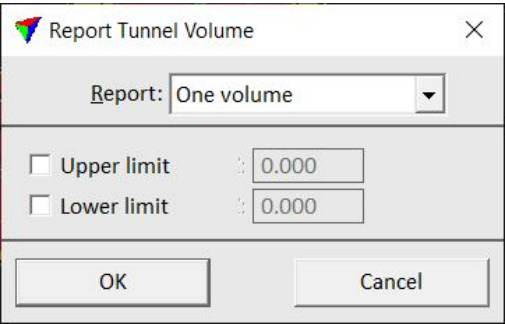 Report Tunnel Volume
Report: One volume
Upper limit : 0.000
Lower limit : 0.000
OK Cancel